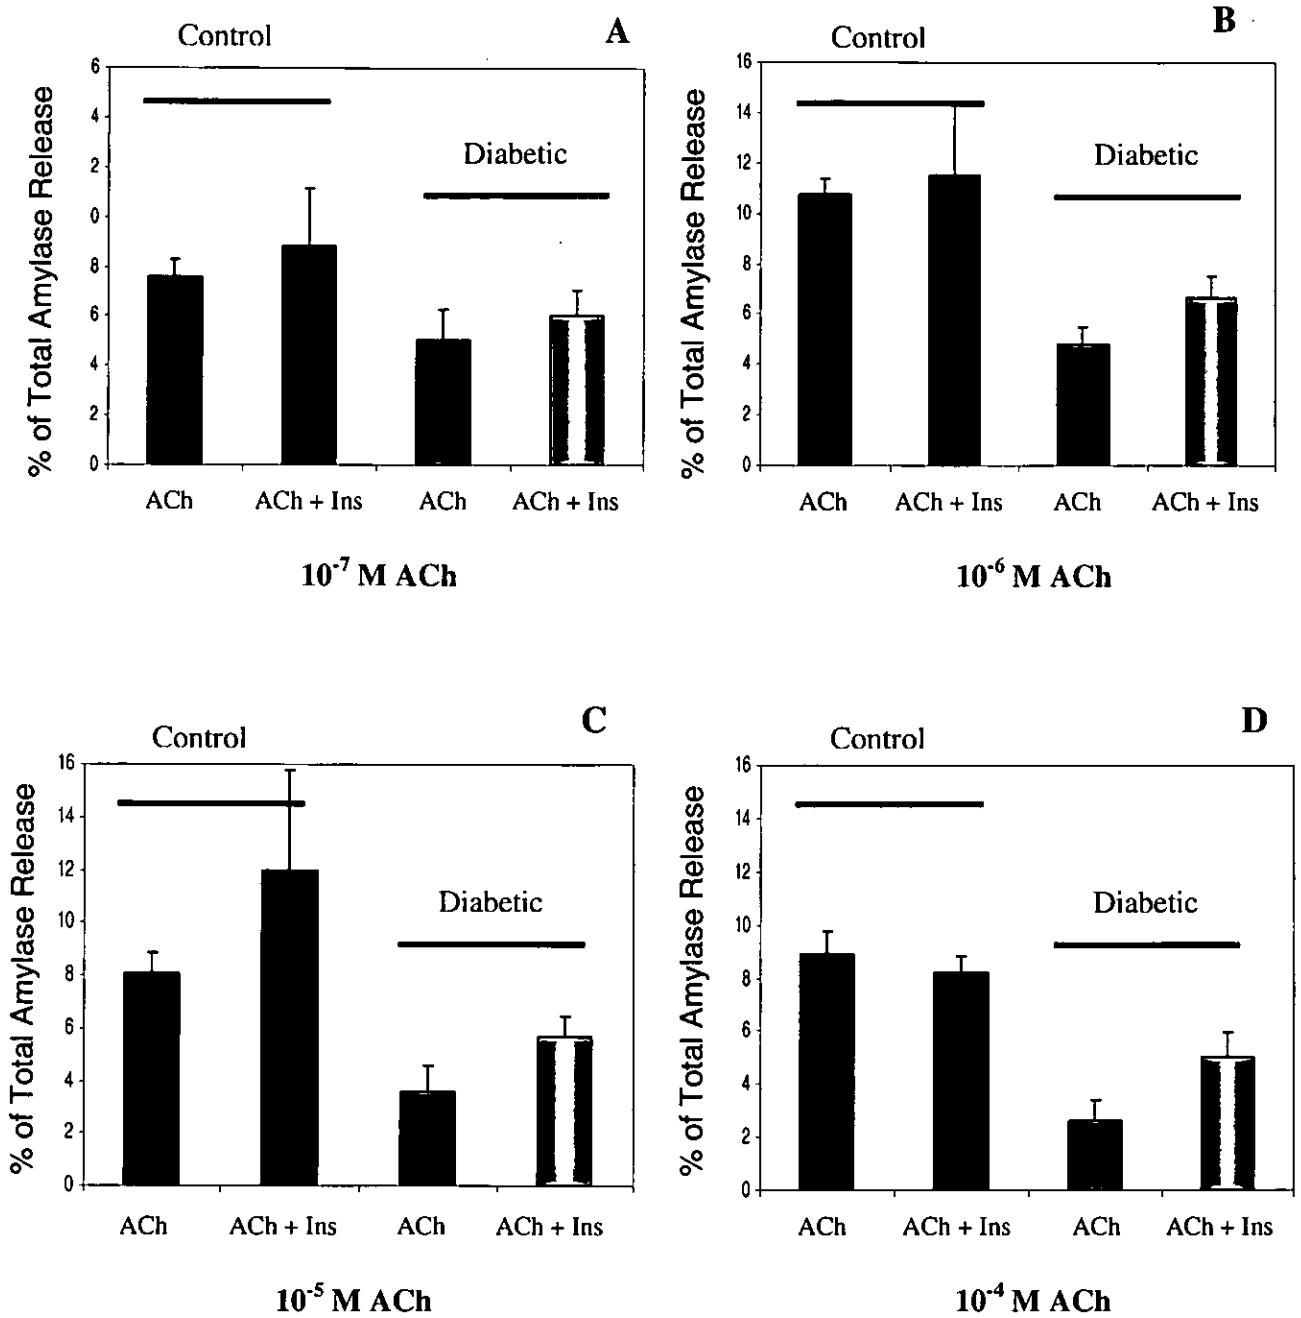 Control
A
% of Total Amylase Release
6
4
2
0
8
6
4
2
0
Diabetic
ACh
ACh + Ins
ACh
ACh + Ins
10⁻⁷ M ACh
Control
B
% of Total Amylase Release
16
14
12
10
8
6
4
2
0
Diabetic
ACh
ACh + Ins
ACh
ACh + Ins
10⁻⁶ M ACh
Control
C
% of Total Amylase Release
16
14
12
10
8
6
4
2
0
Diabetic
ACh
ACh + Ins
ACh
ACh + Ins
10⁻⁵ M ACh
Control
D
% of Total Amylase Release
16
14
12
10
8
6
4
2
0
Diabetic
ACh
ACh + Ins
ACh
ACh + Ins
10⁻⁴ M ACh